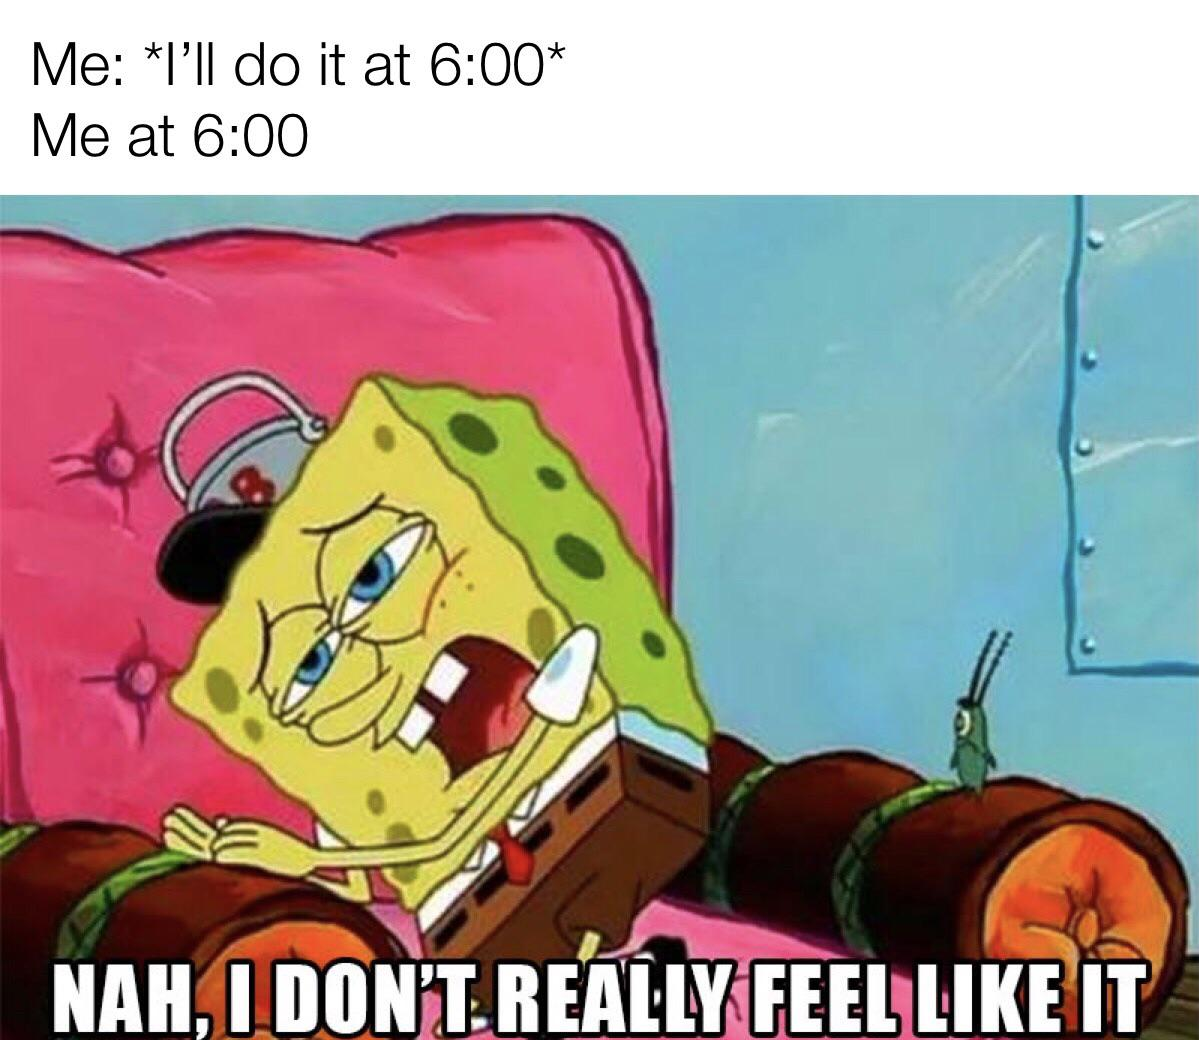 Me: *I’ll do it at 6:00*
Me at 6:00
NAH, I DON'T REALLY FEEL LIKE IT